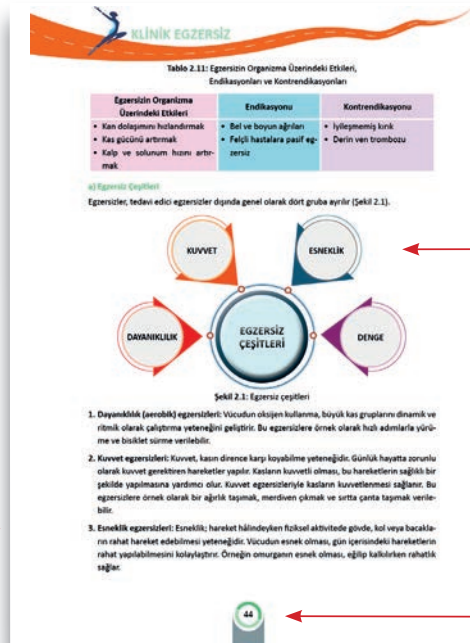 KLİNİK EGZERSİZ
Tablo 2.11: Egzersizin Organizma Üzerindeki Etkileri,
Endikasyonları ve Kontrendikasyonları
Egzersizin Organizma
Üzerindeki Etkileri
Endikasyonu
Kontrendikasyonu
• Kan dolaşımını hızlandırmak
• Kas gücünü artırmak
• Kalp ve solunum hızını artır-
mak
• Bel ve boyun ağrıları
• Felçli hastalara pasif eg-
zersiz
• İyileşmemiş kırık
• Derin ven trombozu
a) Egzersiz Çeşitleri
Egzersizler, tedavi edici egzersizler dışında genel olarak dört gruba ayrılır (Şekil 2.1).
KUVVET
ESNEKLİK
DAYANIKLILIK
EGZERSİZ
ÇEŞİTLERİ
DENGE
Şekil 2.1: Egzersiz çeşitleri
1. Dayanıklılık (aerobik) egzersizleri: Vücudun oksijen kullanma, büyük kas gruplarını dinamik ve
ritmik olarak çalıştırma yeteneğini geliştirir. Bu egzersizlere örnek olarak hızlı adımlarla yürü-
me ve bisiklet sürme verilebilir.
2. Kuvvet egzersizleri: Kuvvet, kasın dirence karşı koyabilme yeteneğidir. Günlük hayatta zorunlu
olarak kuvvet gerektiren hareketler yapılır. Kasların kuvvetli olması, bu hareketlerin sağlıklı bir
şekilde yapılmasına yardımcı olur. Kuvvet egzersizleriyle kasların kuvvetlenmesi sağlanır. Bu
egzersizlere örnek olarak bir ağırlık taşımak, merdiven çıkmak ve sırtta çanta taşımak verile-
bilir.
3. Esneklik egzersizleri: Esneklik; hareket hâlindeyken fiziksel aktivitede gövde, kol veya bacakla-
rın rahat hareket edebilmesi yeteneğidir. Vücudun esnek olması, gün içerisindeki hareketlerin
rahat yapılabilmesini kolaylaştırır. Örneğin omurganın esnek olması, eğilip kalkılırken rahatlık
sağlar.
44